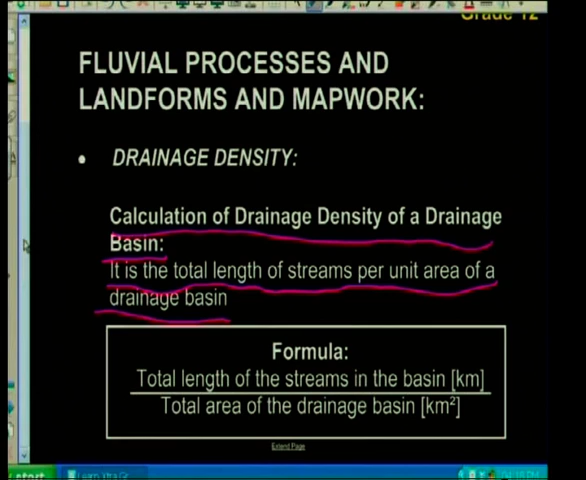 Grade 12
FLUVIAL PROCESSES AND
LANDFORMS AND MAPWORK:
• DRAINAGE DENSITY:
Calculation of Drainage Density of a Drainage
Basin:
It is the total length of streams per unit area of a
drainage basin
Formula:
Total length of the streams in the basin [km]
Total area of the drainage basin [km²]
Extend Page
start